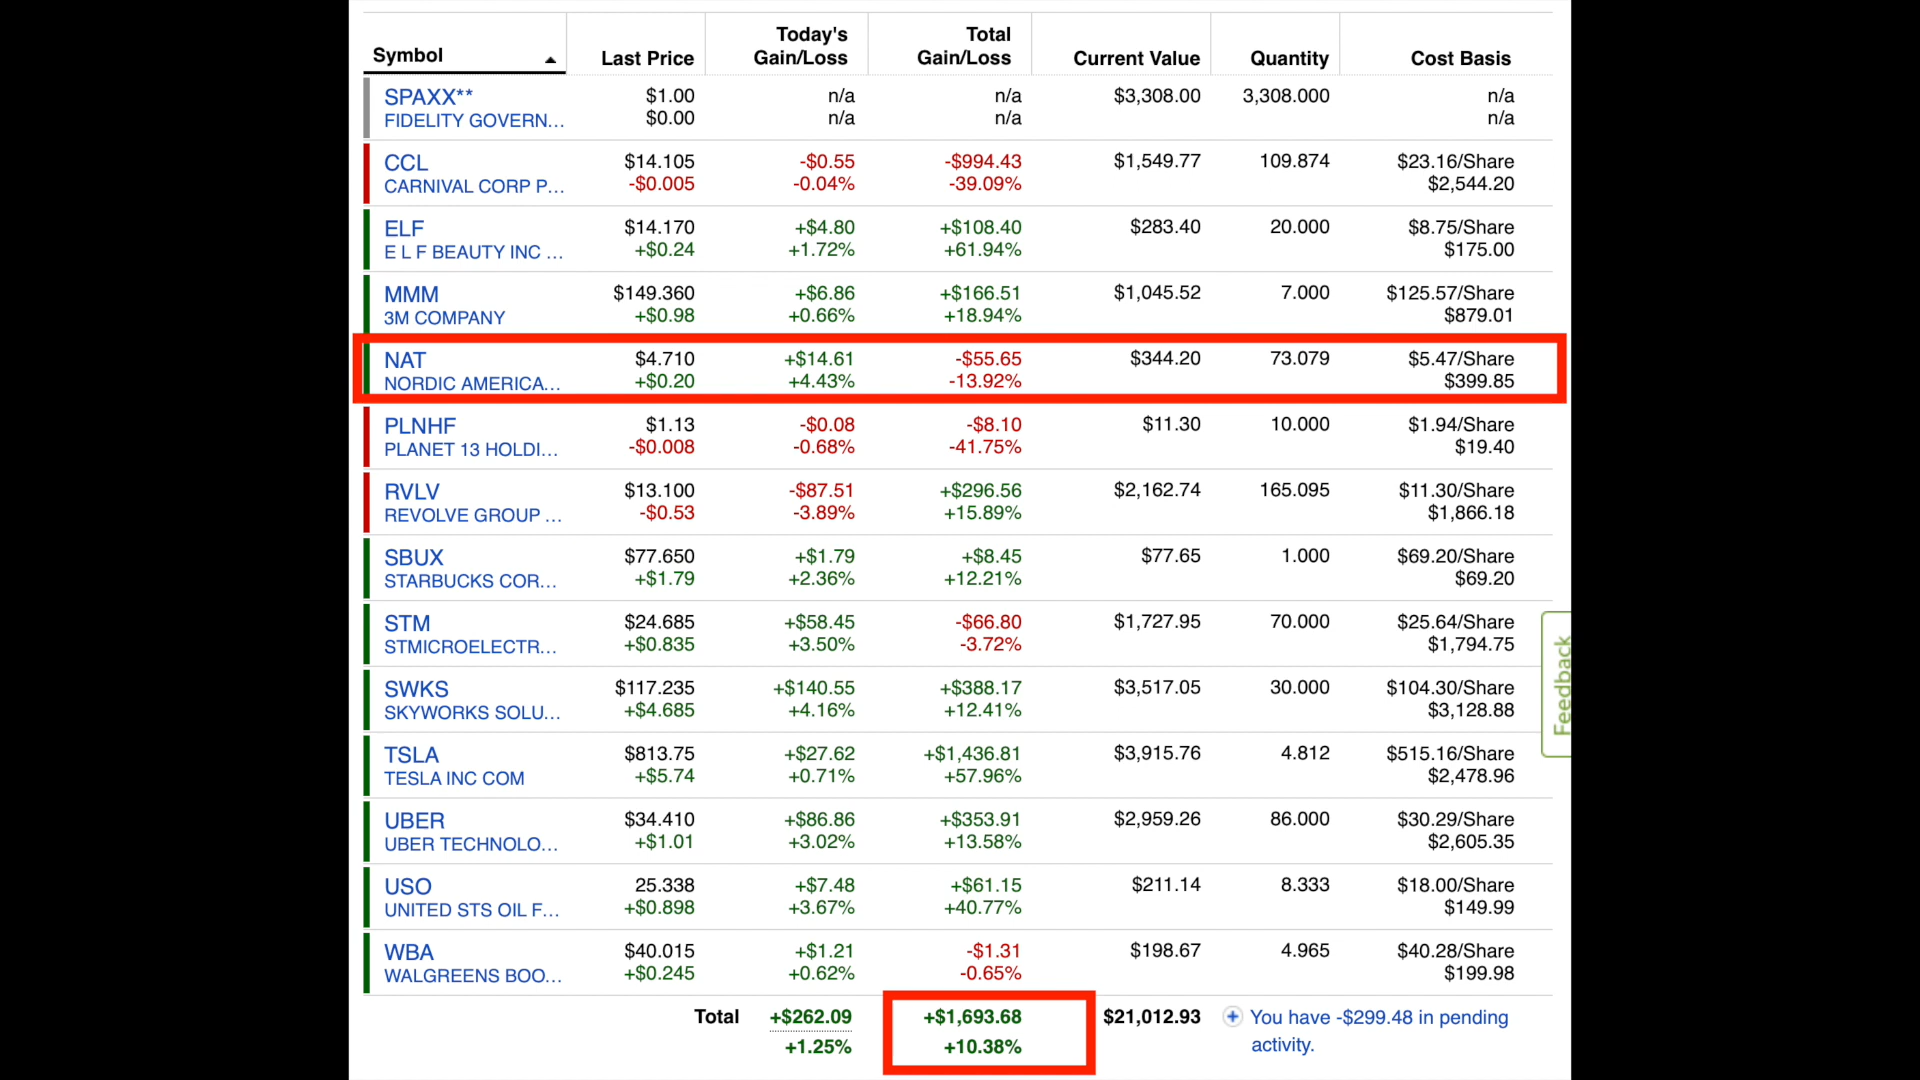 Symbol Last Price Today's Gain/Loss Total Gain/Loss Current Value Quantity Cost Basis
SPAXX** $1.00 n/a n/a $3,308.00 3,308.000 n/a
FIDELITY GOVERN... $0.00 n/a n/a n/a
CCL $14.105 -$0.55 -$994.43 $1,549.77 109.874 $23.16/Share
CARNIVAL CORP P... -$0.005 -0.04% -39.09% $2,544.20
ELF $14.170 +$4.80 +$108.40 $283.40 20.000 $8.75/Share
E L F BEAUTY INC ... +$0.24 +1.72% +61.94% $175.00
MMM $149.360 +$6.86 +$166.51 $1,045.52 7.000 $125.57/Share
3M COMPANY +$0.98 +0.66% +18.94% $879.01
NAT $4.710 +$14.61 -$55.65 $344.20 73.079 $5.47/Share
NORDIC AMERICA... +$0.20 +4.43% -13.92% $399.85
PLNHF $1.13 -$0.08 -$8.10 $11.30 10.000 $1.94/Share
PLANET 13 HOLDI... -$0.008 -0.68% -41.75% $19.40
RVLV $13.100 -$87.51 +$296.56 $2,162.74 165.095 $11.30/Share
REVOLVE GROUP ... -$0.53 -3.89% +15.89% $1,866.18
SBUX $77.650 +$1.79 +$8.45 $77.65 1.000 $69.20/Share
STARBUCKS COR... +$1.79 +2.36% +12.21% $69.20
STM $24.685 +$58.45 -$66.80 $1,727.95 70.000 $25.64/Share
STMICROELECTR... +$0.835 +3.50% -3.72% $1,794.75
SWKS $117.235 +$140.55 +$388.17 $3,517.05 30.000 $104.30/Share
SKYWORKS SOLU... +$4.685 +4.16% +12.41% $3,128.88
TSLA $813.75 +$27.62 +$1,436.81 $3,915.76 4.812 $515.16/Share
TESLA INC COM +$5.74 +0.71% +57.96% $2,478.96
UBER $34.410 +$86.86 +$353.91 $2,959.26 86.000 $30.29/Share
UBER TECHNOLO... +$1.01 +3.02% +13.58% $2,605.35
USO 25.338 +$7.48 +$61.15 $211.14 8.333 $18.00/Share
UNITED STS OIL F... +$0.898 +3.67% +40.77% $149.99
WBA $40.015 +$1.21 -$1.31 $198.67 4.965 $40.28/Share
WALGREENS BOO... +$0.245 +0.62% -0.65% $199.98
Total +$262.09 +$1,693.68 $21,012.93 You have -$299.48 in pending
+1.25% +10.38% activity.
Feedback